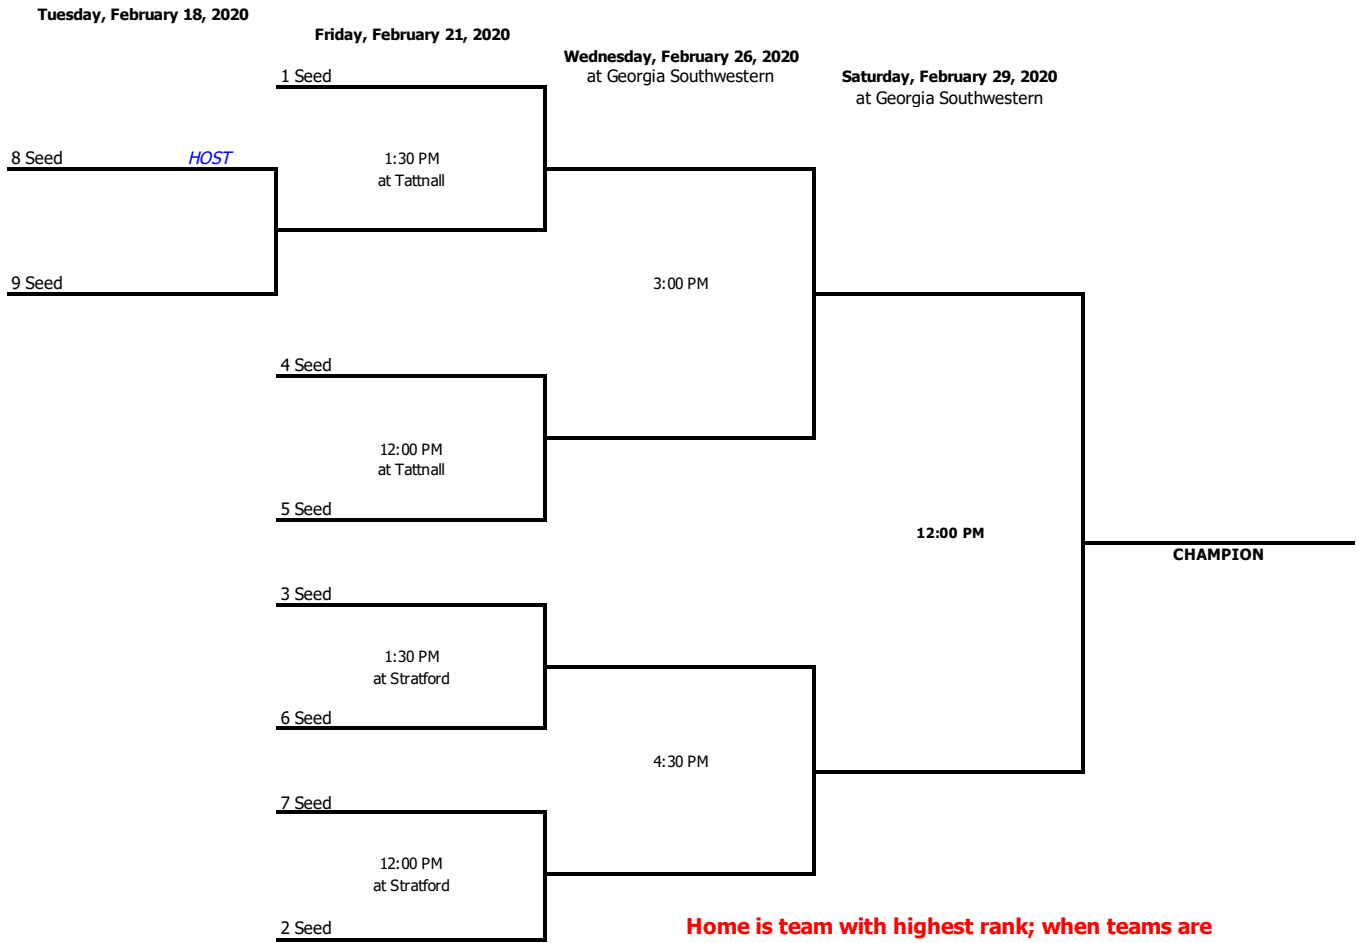 Tuesday, February 18, 2020
Friday, February 21, 2020
Wednesday, February 26, 2020
at Georgia Southwestern
Saturday, February 29, 2020
at Georgia Southwestern
1 Seed
8 Seed HOST
1:30 PM
at Tattnall
9 Seed
3:00 PM
4 Seed
12:00 PM
at Tattnall
5 Seed
12:00 PM
CHAMPION
3 Seed
1:30 PM
at Stratford
6 Seed
4:30 PM
7 Seed
12:00 PM
at Stratford
2 Seed
Home is team with highest rank; when teams are